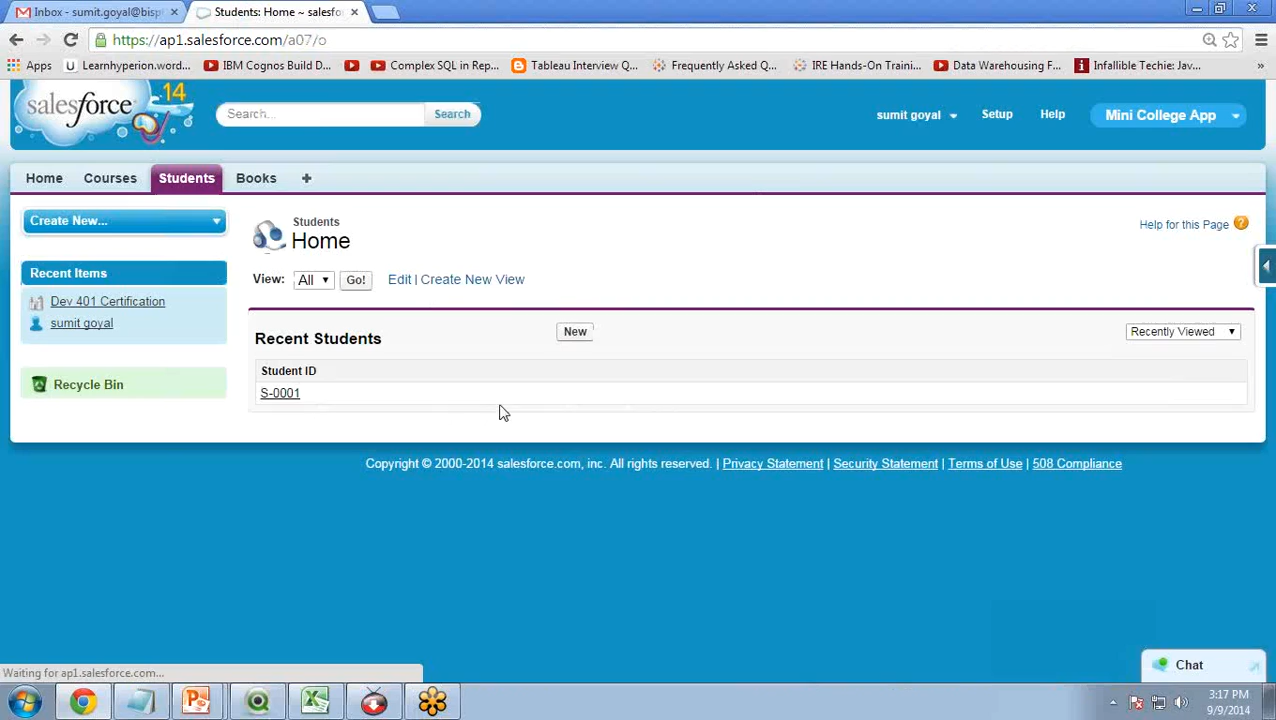 Inbox - sumit.goyal@bisp
Students: Home ~ salesfo
https://ap1.salesforce.com/a07/o
Apps
Learnhyperion.word...
IBM Cognos Build D...
Complex SQL in Rep...
Tableau Interview Q...
Frequently Asked Q...
IRE Hands-On Traini...
Data Warehousing F...
Infallible Techie: Jav...
»
salesforce
14
Search...
Search
sumit goyal
Setup
Help
Mini College App
Home
Courses
Students
Books
+
Create New...
Recent Items
Dev 401 Certification
sumit goyal
Recycle Bin
Students
Home
Help for this Page ?
View: All Go! Edit | Create New View
Recent Students
New
Recently Viewed
Student ID
S-0001
Copyright © 2000-2014 salesforce.com, inc. All rights reserved. | Privacy Statement | Security Statement | Terms of Use | 508 Compliance
Waiting for ap1.salesforce.com...
Chat
3:17 PM
9/9/2014